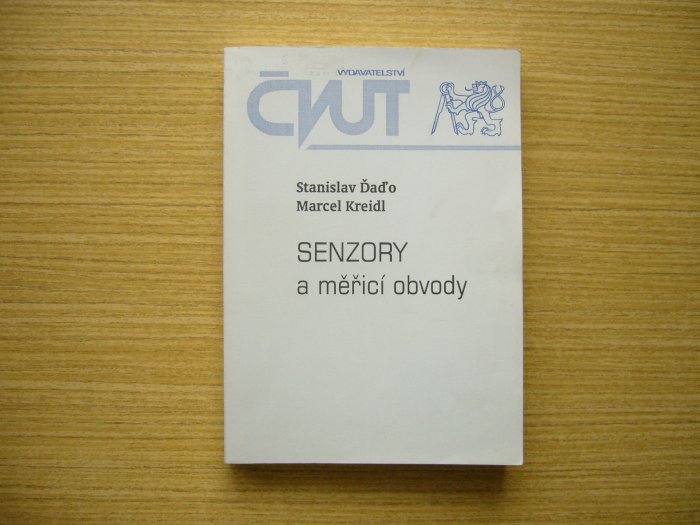 VYDAVATELSTVÍ
ČVUT
Stanislav Ďaďo
Marcel Kreidl
SENZORY
a měřicí obvody